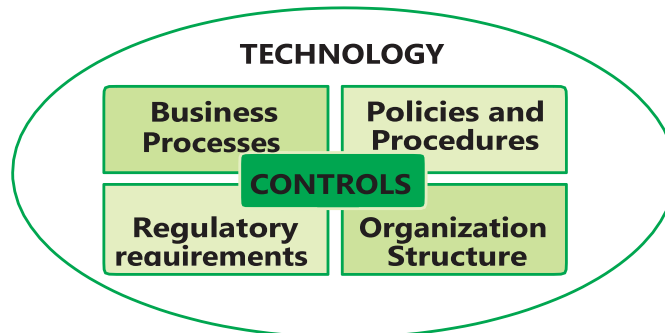 TECHNOLOGY
Business
Processes
Policies and
Procedures
CONTROLS
Regulatory
requirements
Organization
Structure